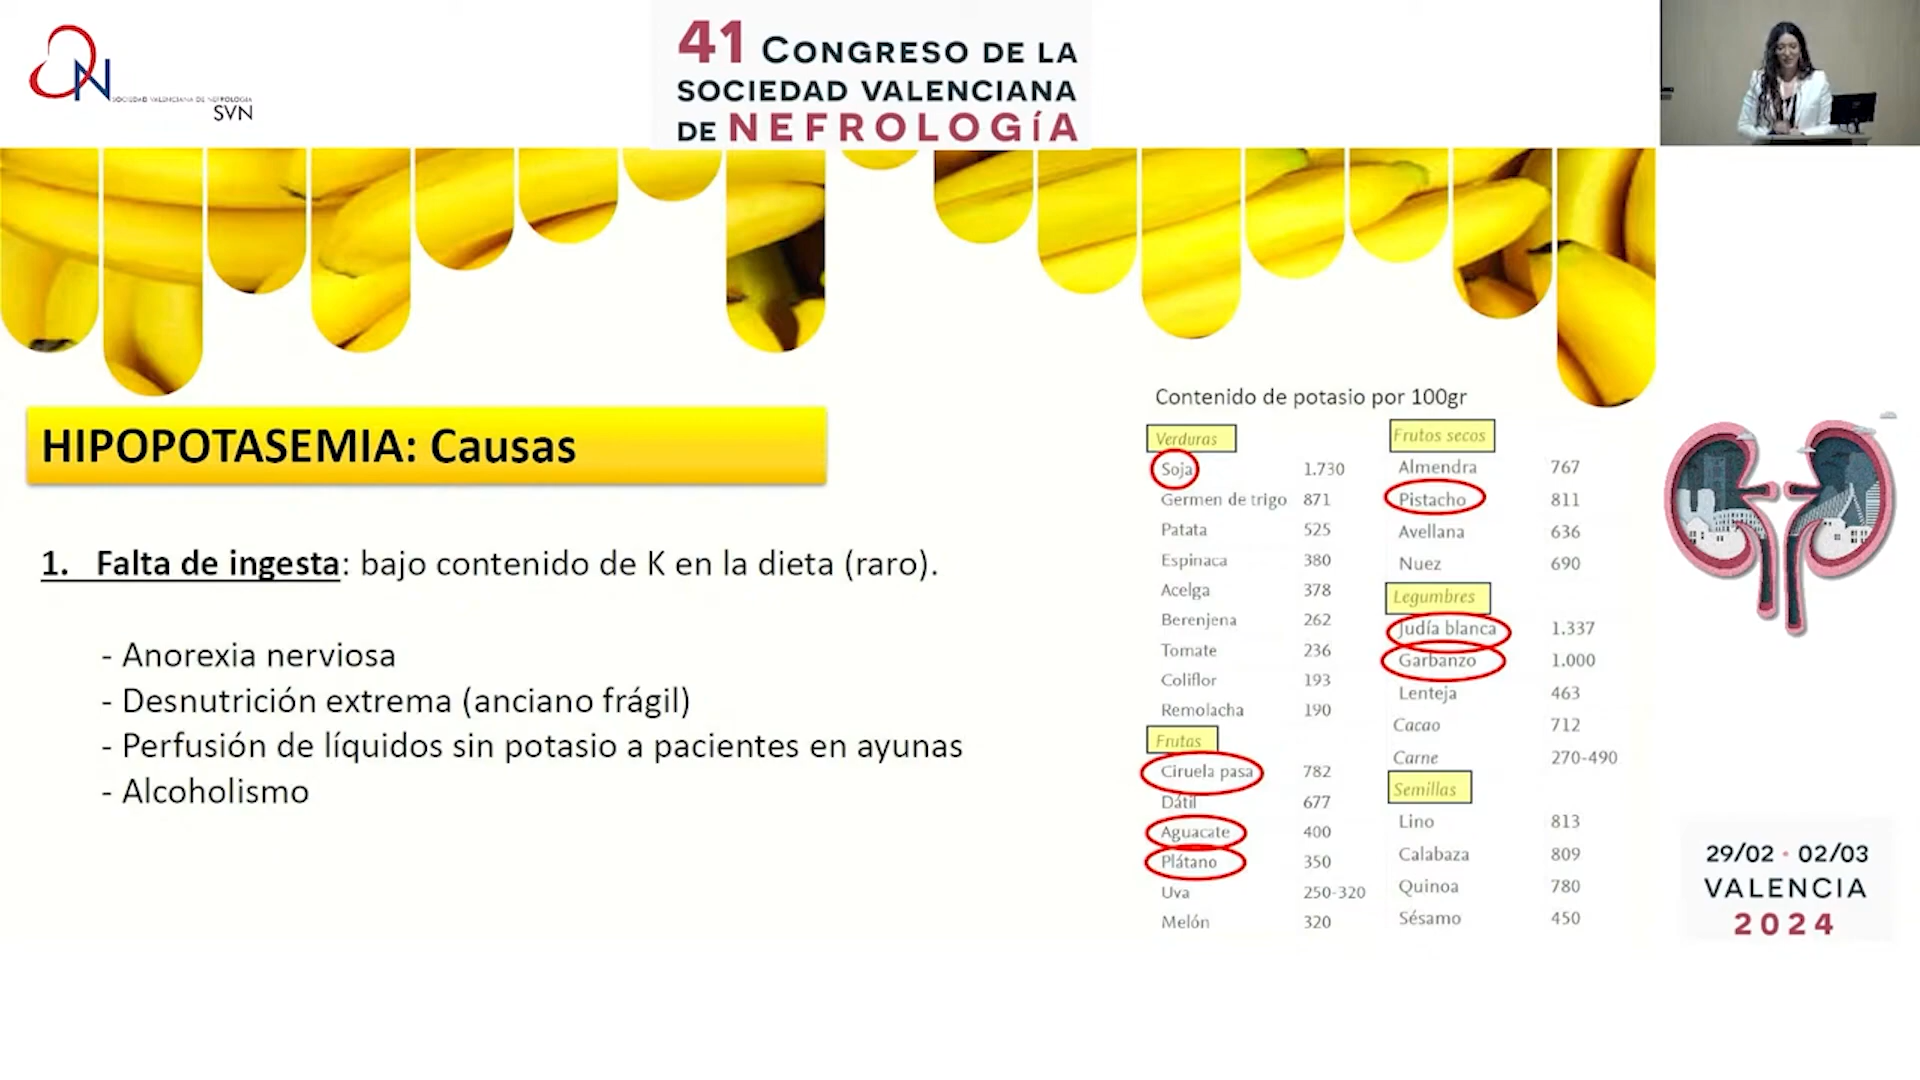 SOCIEDAD VALENCIANA DE NEFROLOGÍA
SVN
41 CONGRESO DE LA
SOCIEDAD VALENCIANA
DE NEFROLOGÍA
HIPOPOTASEMIA: Causas
1. Falta de ingesta: bajo contenido de K en la dieta (raro).
- Anorexia nerviosa
- Desnutrición extrema (anciano frágil)
- Perfusión de líquidos sin potasio a pacientes en ayunas
- Alcoholismo
Contenido de potasio por 100gr
Verduras
Soja 1.730
Germen de trigo 871
Patata 525
Espinaca 380
Acelga 378
Berenjena 262
Tomate 236
Coliflor 193
Remolacha 190
Frutas
Ciruela pasa 782
Dátil 677
Aguacate 400
Plátano 350
Uva 250-320
Melón 320
Frutos secos
Almendra 767
Pistacho 811
Avellana 636
Nuez 690
Legumbres
Judía blanca 1.337
Garbanzo 1.000
Lenteja 463
Cacao 712
Carne 270-490
Semillas
Lino 813
Calabaza 809
Quinoa 780
Sésamo 450
29/02 · 02/03
VALENCIA
2024